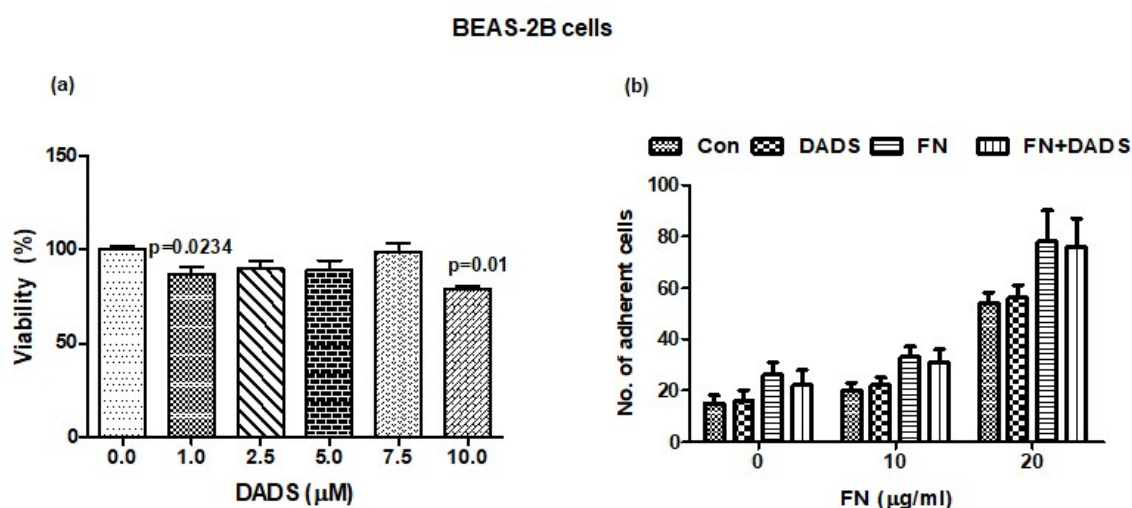 BEAS-2B cells
(a)
150
100
50
0
Viability (%)
p=0.0234
p=0.01
0.0 1.0 2.5 5.0 7.5 10.0
DADS (μM)
(b)
Con DADS FN FN+DADS
100
80
60
40
20
0
No. of adherent cells
0 10 20
FN (μg/ml)